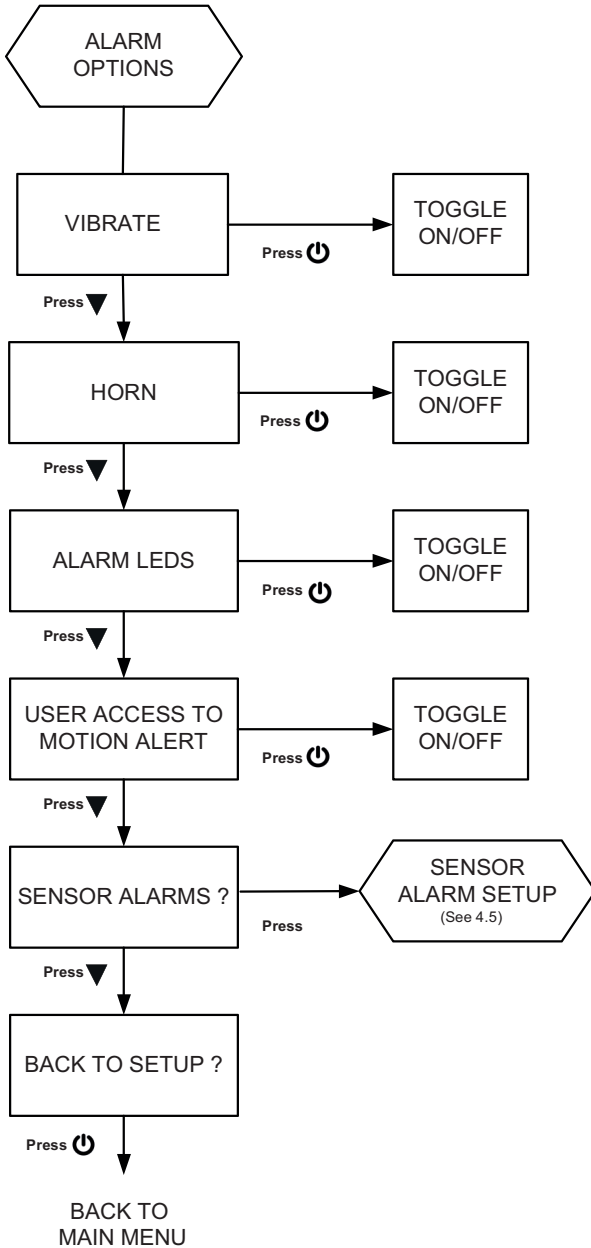 ALARM
OPTIONS
VIBRATE
Press
TOGGLE
ON/OFF
Press
HORN
Press
TOGGLE
ON/OFF
Press
ALARM LEDS
Press
TOGGLE
ON/OFF
Press
USER ACCESS TO
MOTION ALERT
Press
TOGGLE
ON/OFF
Press
SENSOR ALARMS ?
Press
SENSOR
ALARM SETUP
(See 4.5)
Press
BACK TO SETUP ?
Press
BACK TO
MAIN MENU